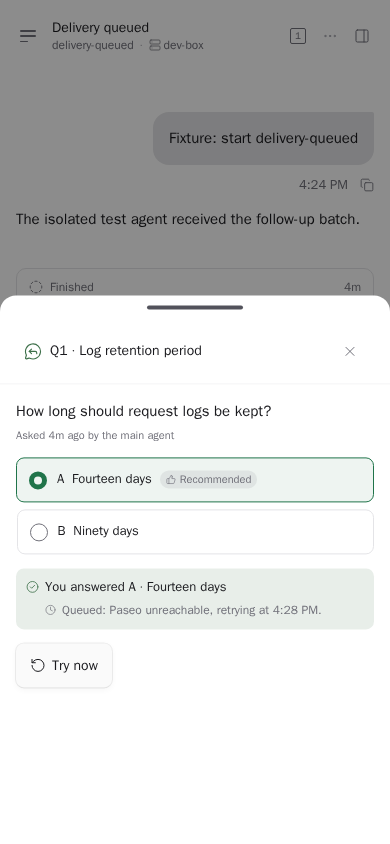 Delivery queued
delivery-queued · dev-box
1
Fixture: start delivery-queued
4:24 PM
The isolated test agent received the follow-up batch.
Finished 4m
Q1 · Log retention period
How long should request logs be kept?
Asked 4m ago by the main agent
A Fourteen days Recommended
B Ninety days
You answered A · Fourteen days
Queued: Paseo unreachable, retrying at 4:28 PM.
Try now